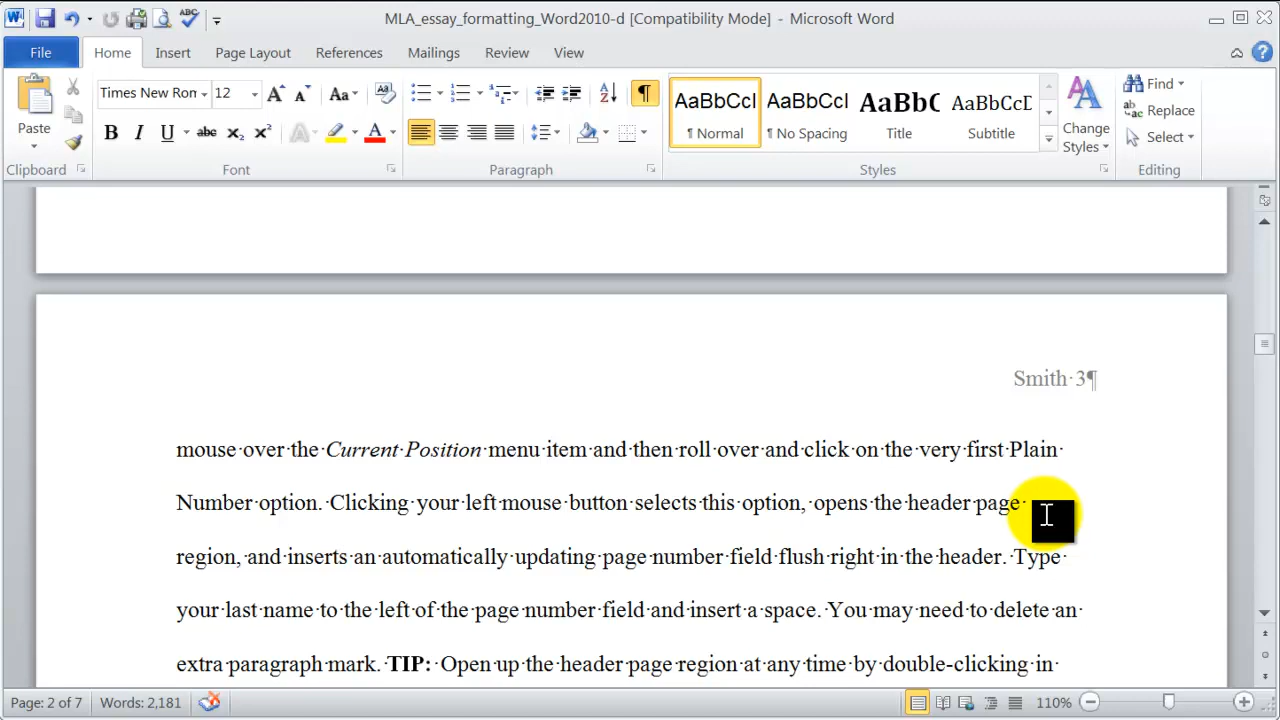 MLA_essay_formatting_Word2010-d [Compatibility Mode] - Microsoft Word
File Home Insert Page Layout References Mailings Review View
Paste
Times New Ron 12
AaBbCcI AaBbCcI AaBbC AaBbCcD
¶ Normal ¶ No Spacing Title Subtitle
Change Styles
Find
Replace
Select
Clipboard Font Paragraph Styles Editing
Smith·3¶
mouse·over·the·Current·Position·menu·item·and·then·roll·over·and·click·on·the·very·first·Plain·
Number·option.·Clicking·your·left·mouse·button·selects·this·option,·opens·the·header·page·
region,·and·inserts·an·automatically·updating·page·number·field·flush·right·in·the·header.·Type·
your·last·name·to·the·left·of·the·page·number·field·and·insert·a·space.·You·may·need·to·delete·an·
extra·paragraph·mark.·TIP:·Open·up·the·header·page·region·at·any·time·by·double-clicking·in·
Page: 2 of 7 Words: 2,181 110%